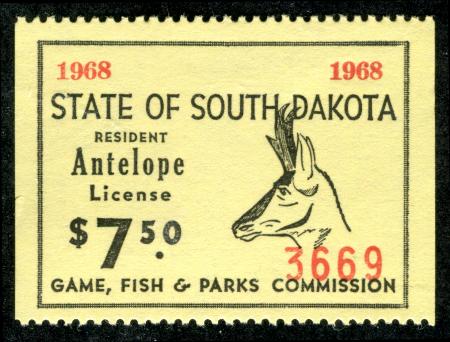 1968 1968
STATE OF SOUTH DAKOTA
RESIDENT
Antelope
License
$7.50
3669
GAME, FISH & PARKS COMMISSION